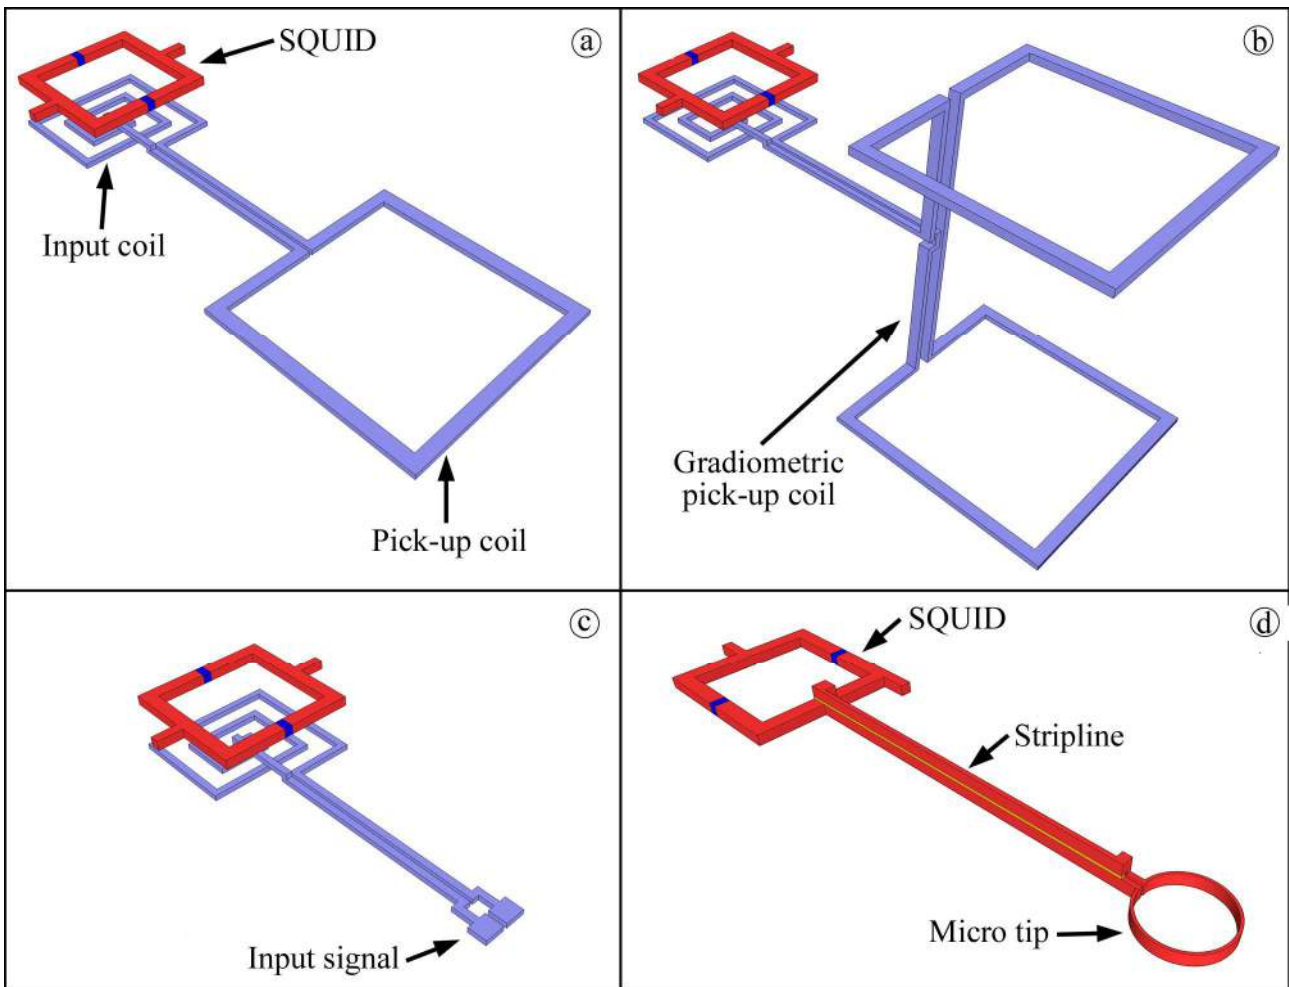 SQUID
ⓐ
Input coil
Pick-up coil
ⓑ
Gradiometric
pick-up coil
ⓒ
Input signal
SQUID
ⓓ
Stripline
Micro tip